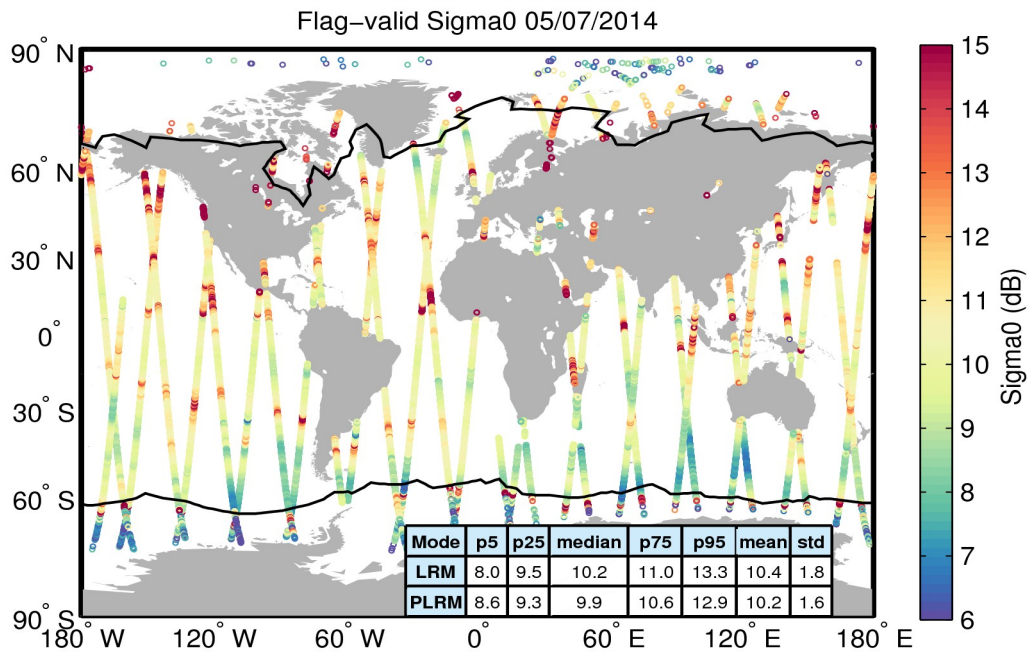 Flag−valid Sigma0 05/07/2014
90° N
60° N
30° N
0°
30° S
60° S
90° S
180° W
120° W
60° W
0°
60° E
120° E
180° E
15
14
13
12
11
10
9
8
7
6
Sigma0 (dB)
Mode p5 p25 median p75 p95 mean std
LRM 8.0 9.5 10.2 11.0 13.3 10.4 1.8
PLRM 8.6 9.3 9.9 10.6 12.9 10.2 1.6